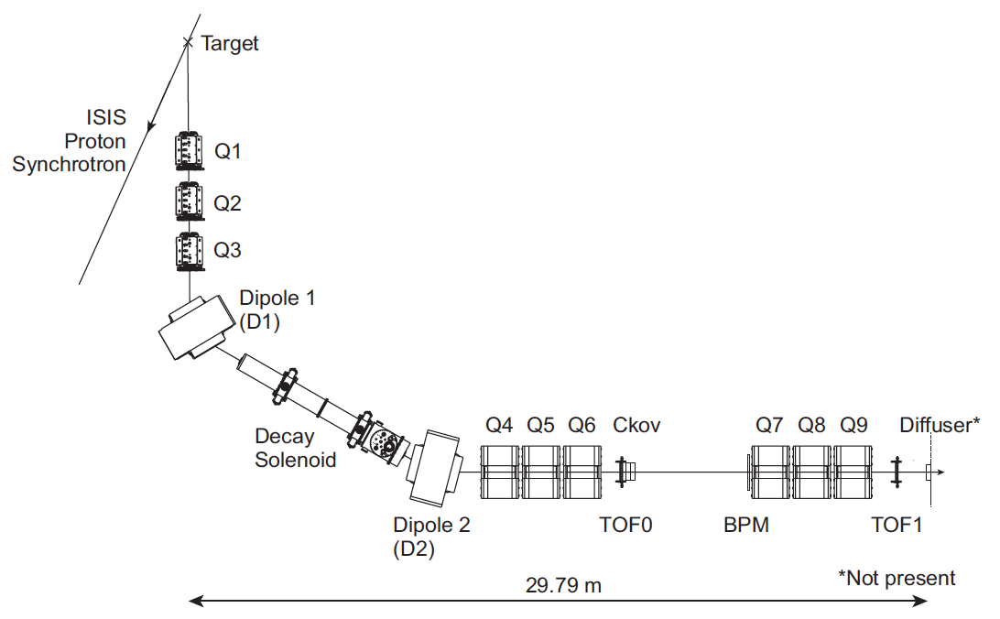 Target
ISIS
Proton
Synchrotron
Q1
Q2
Q3
Dipole 1
(D1)
Decay
Solenoid
Q4 Q5 Q6 Ckov Q7 Q8 Q9 Diffuser*
Dipole 2
(D2)
TOF0 BPM TOF1
*Not present
29.79 m